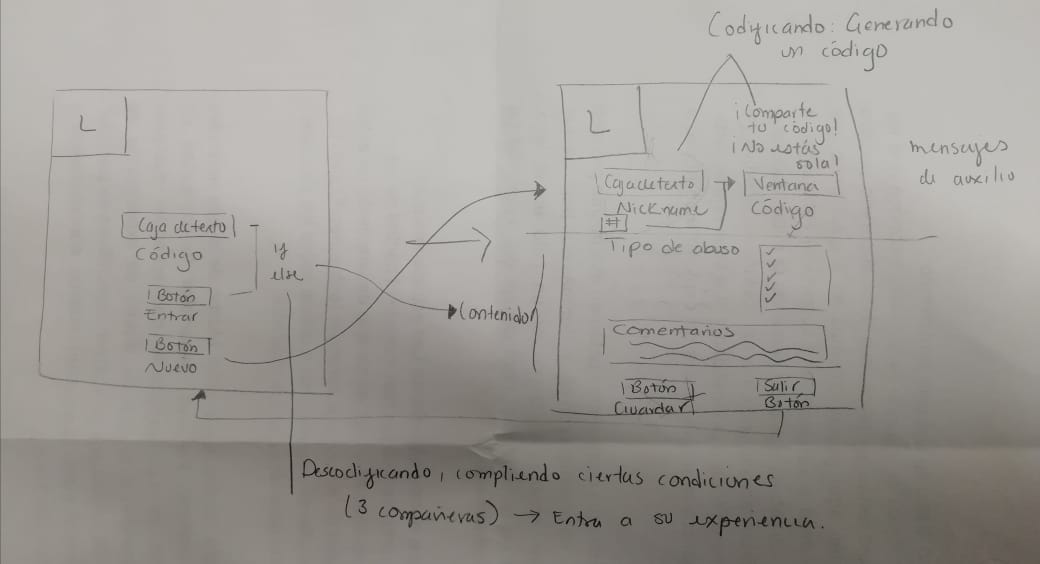 Codificando: Generando
un código
L
Caja de texto
Código
Botón
Entrar
Botón
Nuevo
y
else
Contenido
L
¡Comparte
tu código!
¡No estás
sola!
Caja de texto
Nickname
#
Ventana
Código
Tipo de abuso
Comentarios
Botón
Guardar
Salir
Botón
mensajes
de auxilio
Descodificando, compliendo ciertas condiciones
(3 compañeras) → Entra a su experiencia.